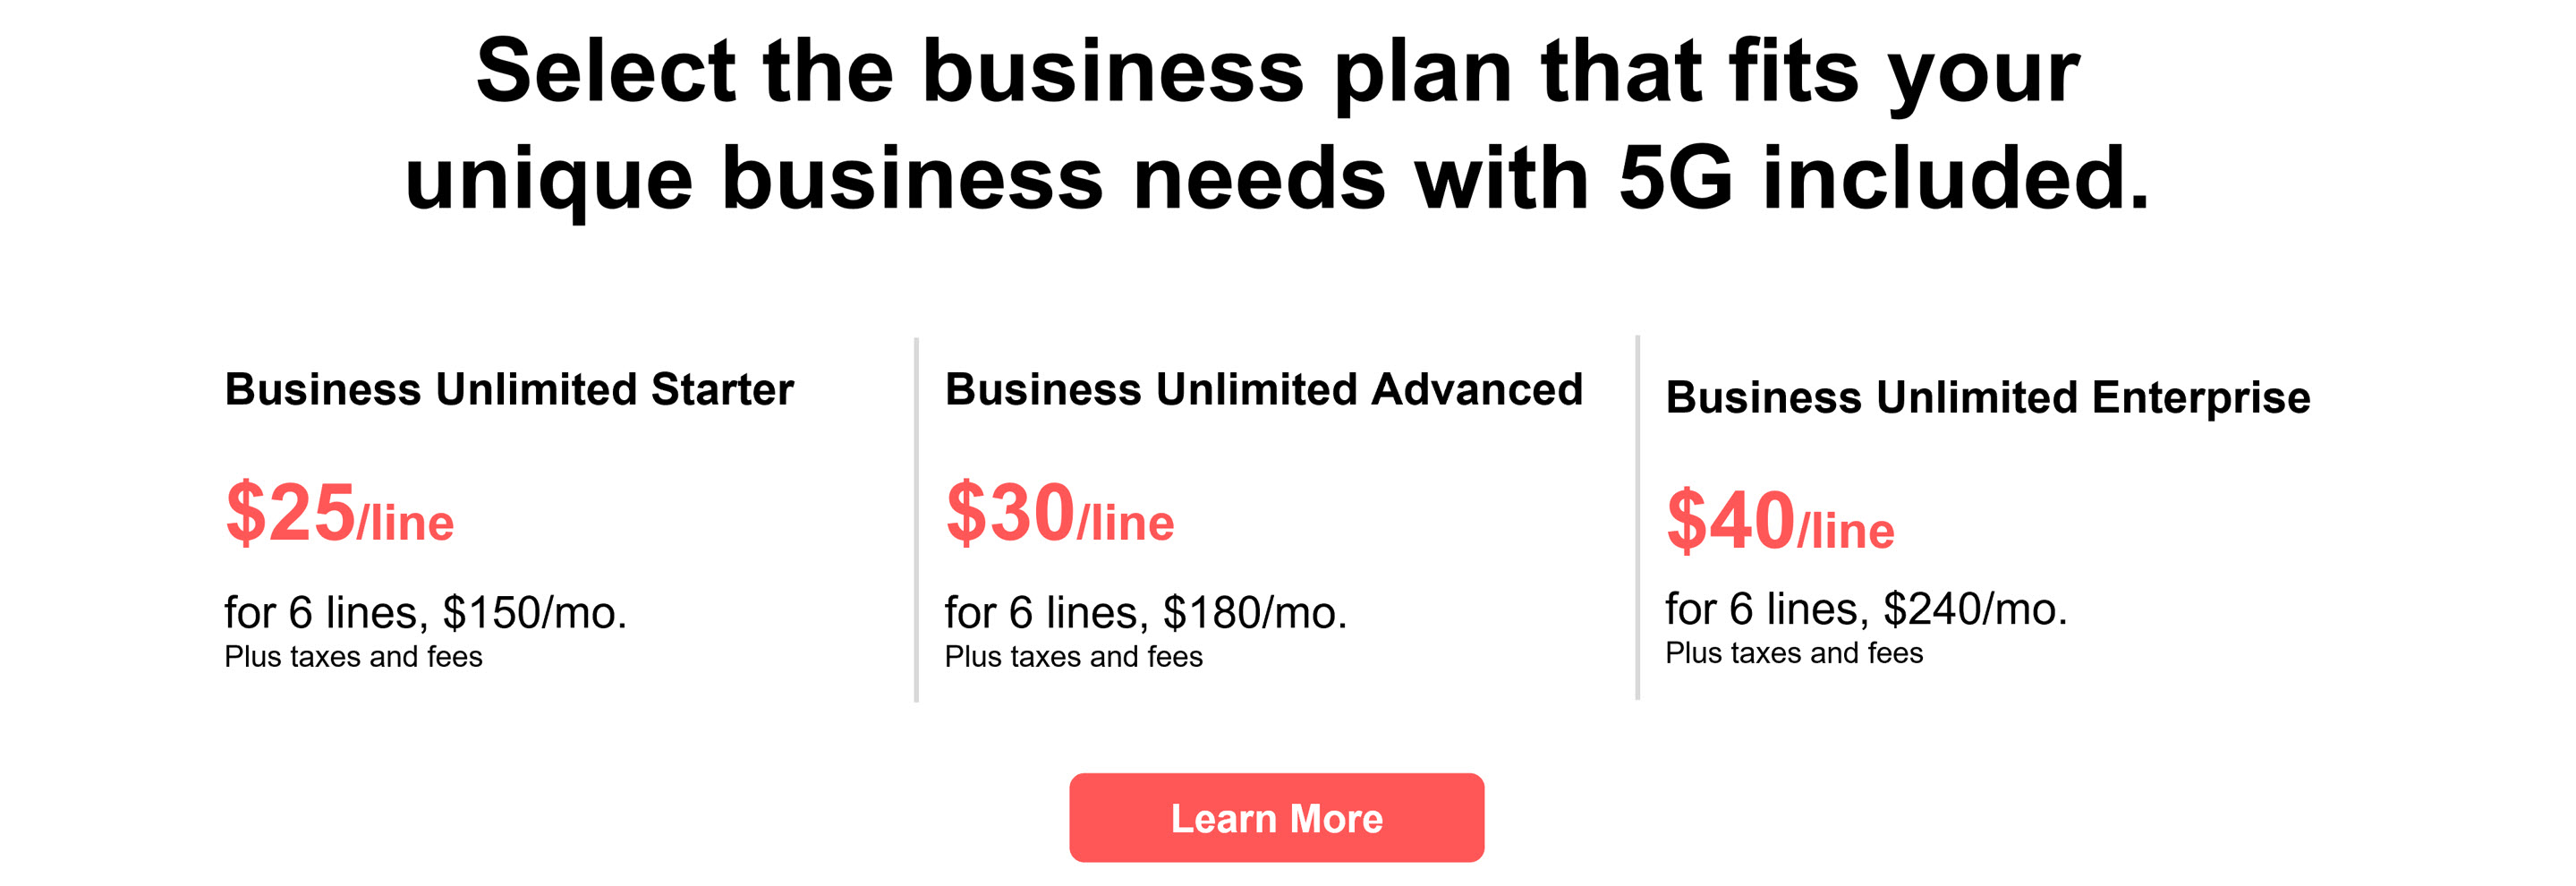 Select the business plan that fits your
unique business needs with 5G included.
Business Unlimited Starter
$25/line
for 6 lines, $150/mo.
Plus taxes and fees
Business Unlimited Advanced
$30/line
for 6 lines, $180/mo.
Plus taxes and fees
Business Unlimited Enterprise
$40/line
for 6 lines, $240/mo.
Plus taxes and fees
Learn More